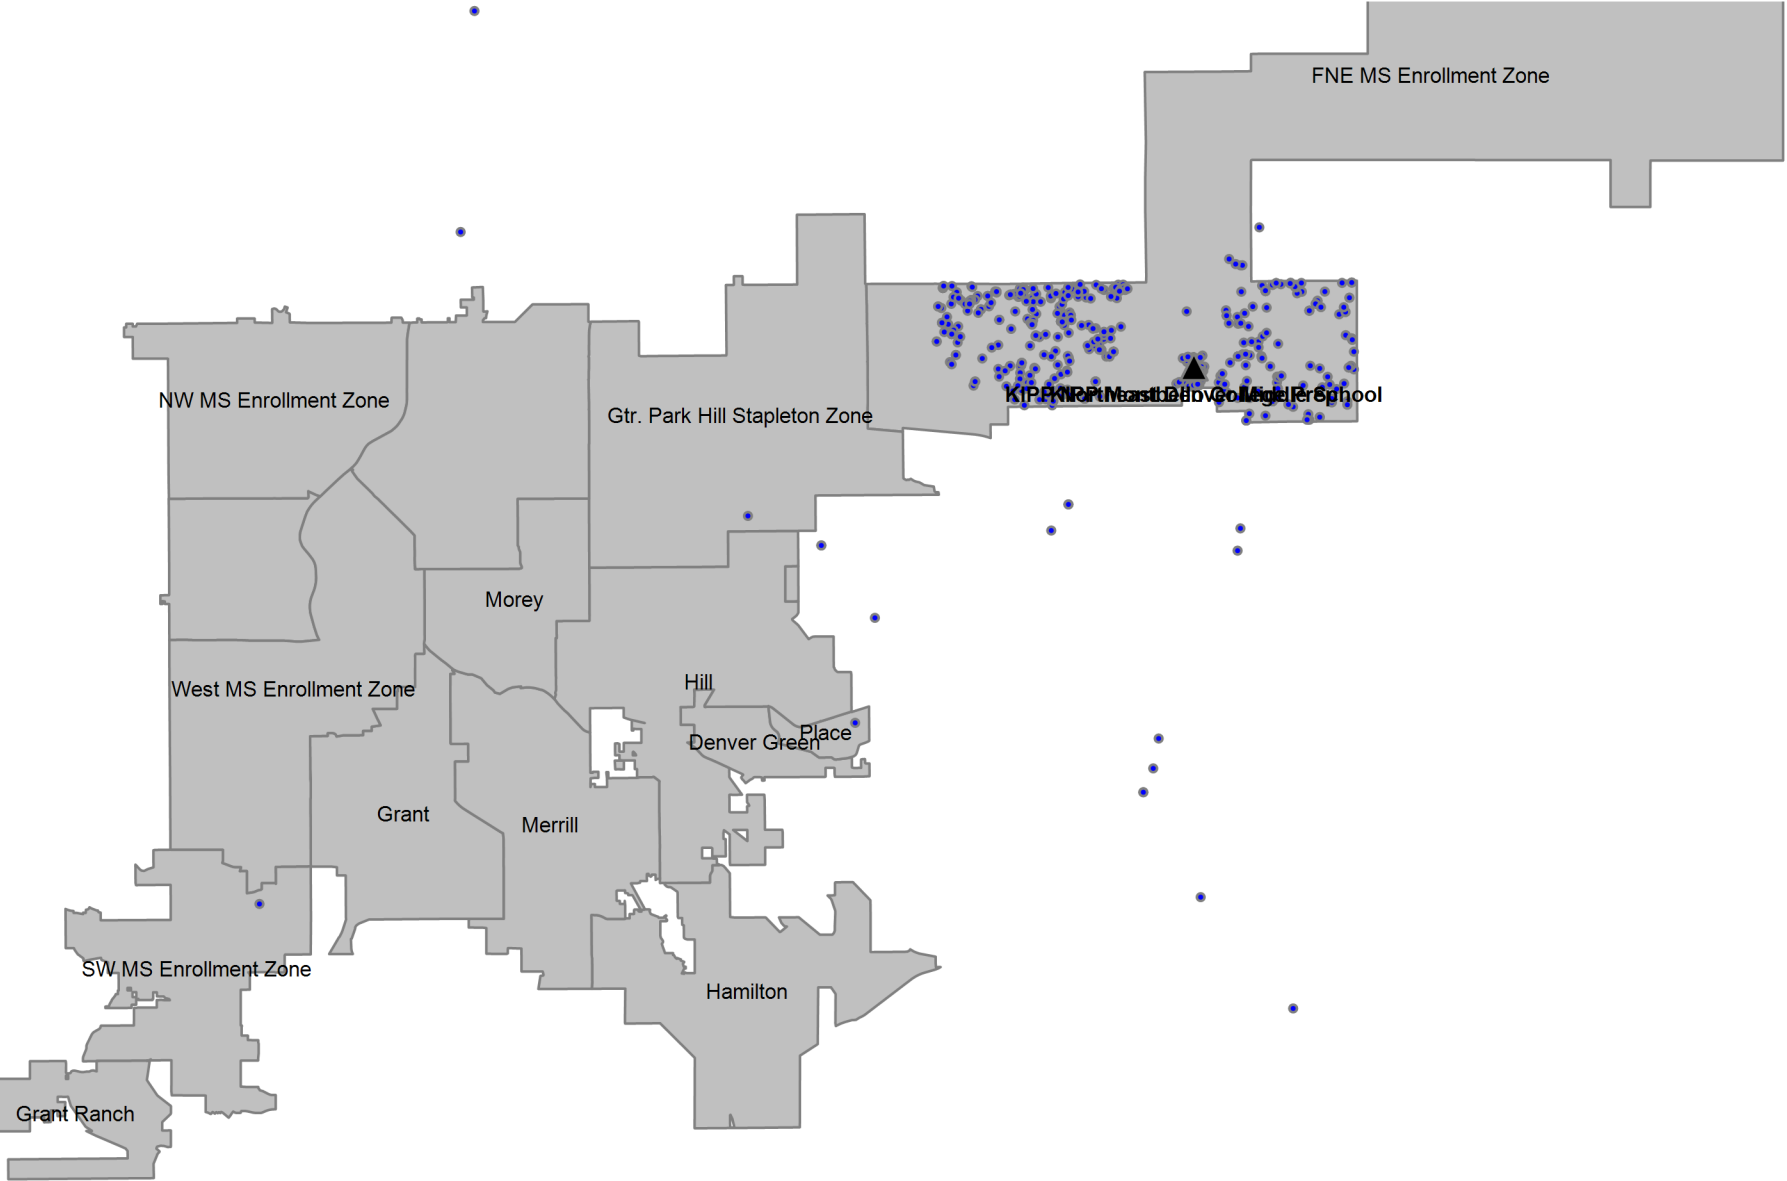 FNE MS Enrollment Zone
NW MS Enrollment Zone
Gtr. Park Hill Stapleton Zone
Morey
West MS Enrollment Zone
Hill
Place
Denver Green
Grant
Merrill
SW MS Enrollment Zone
Hamilton
Grant Ranch